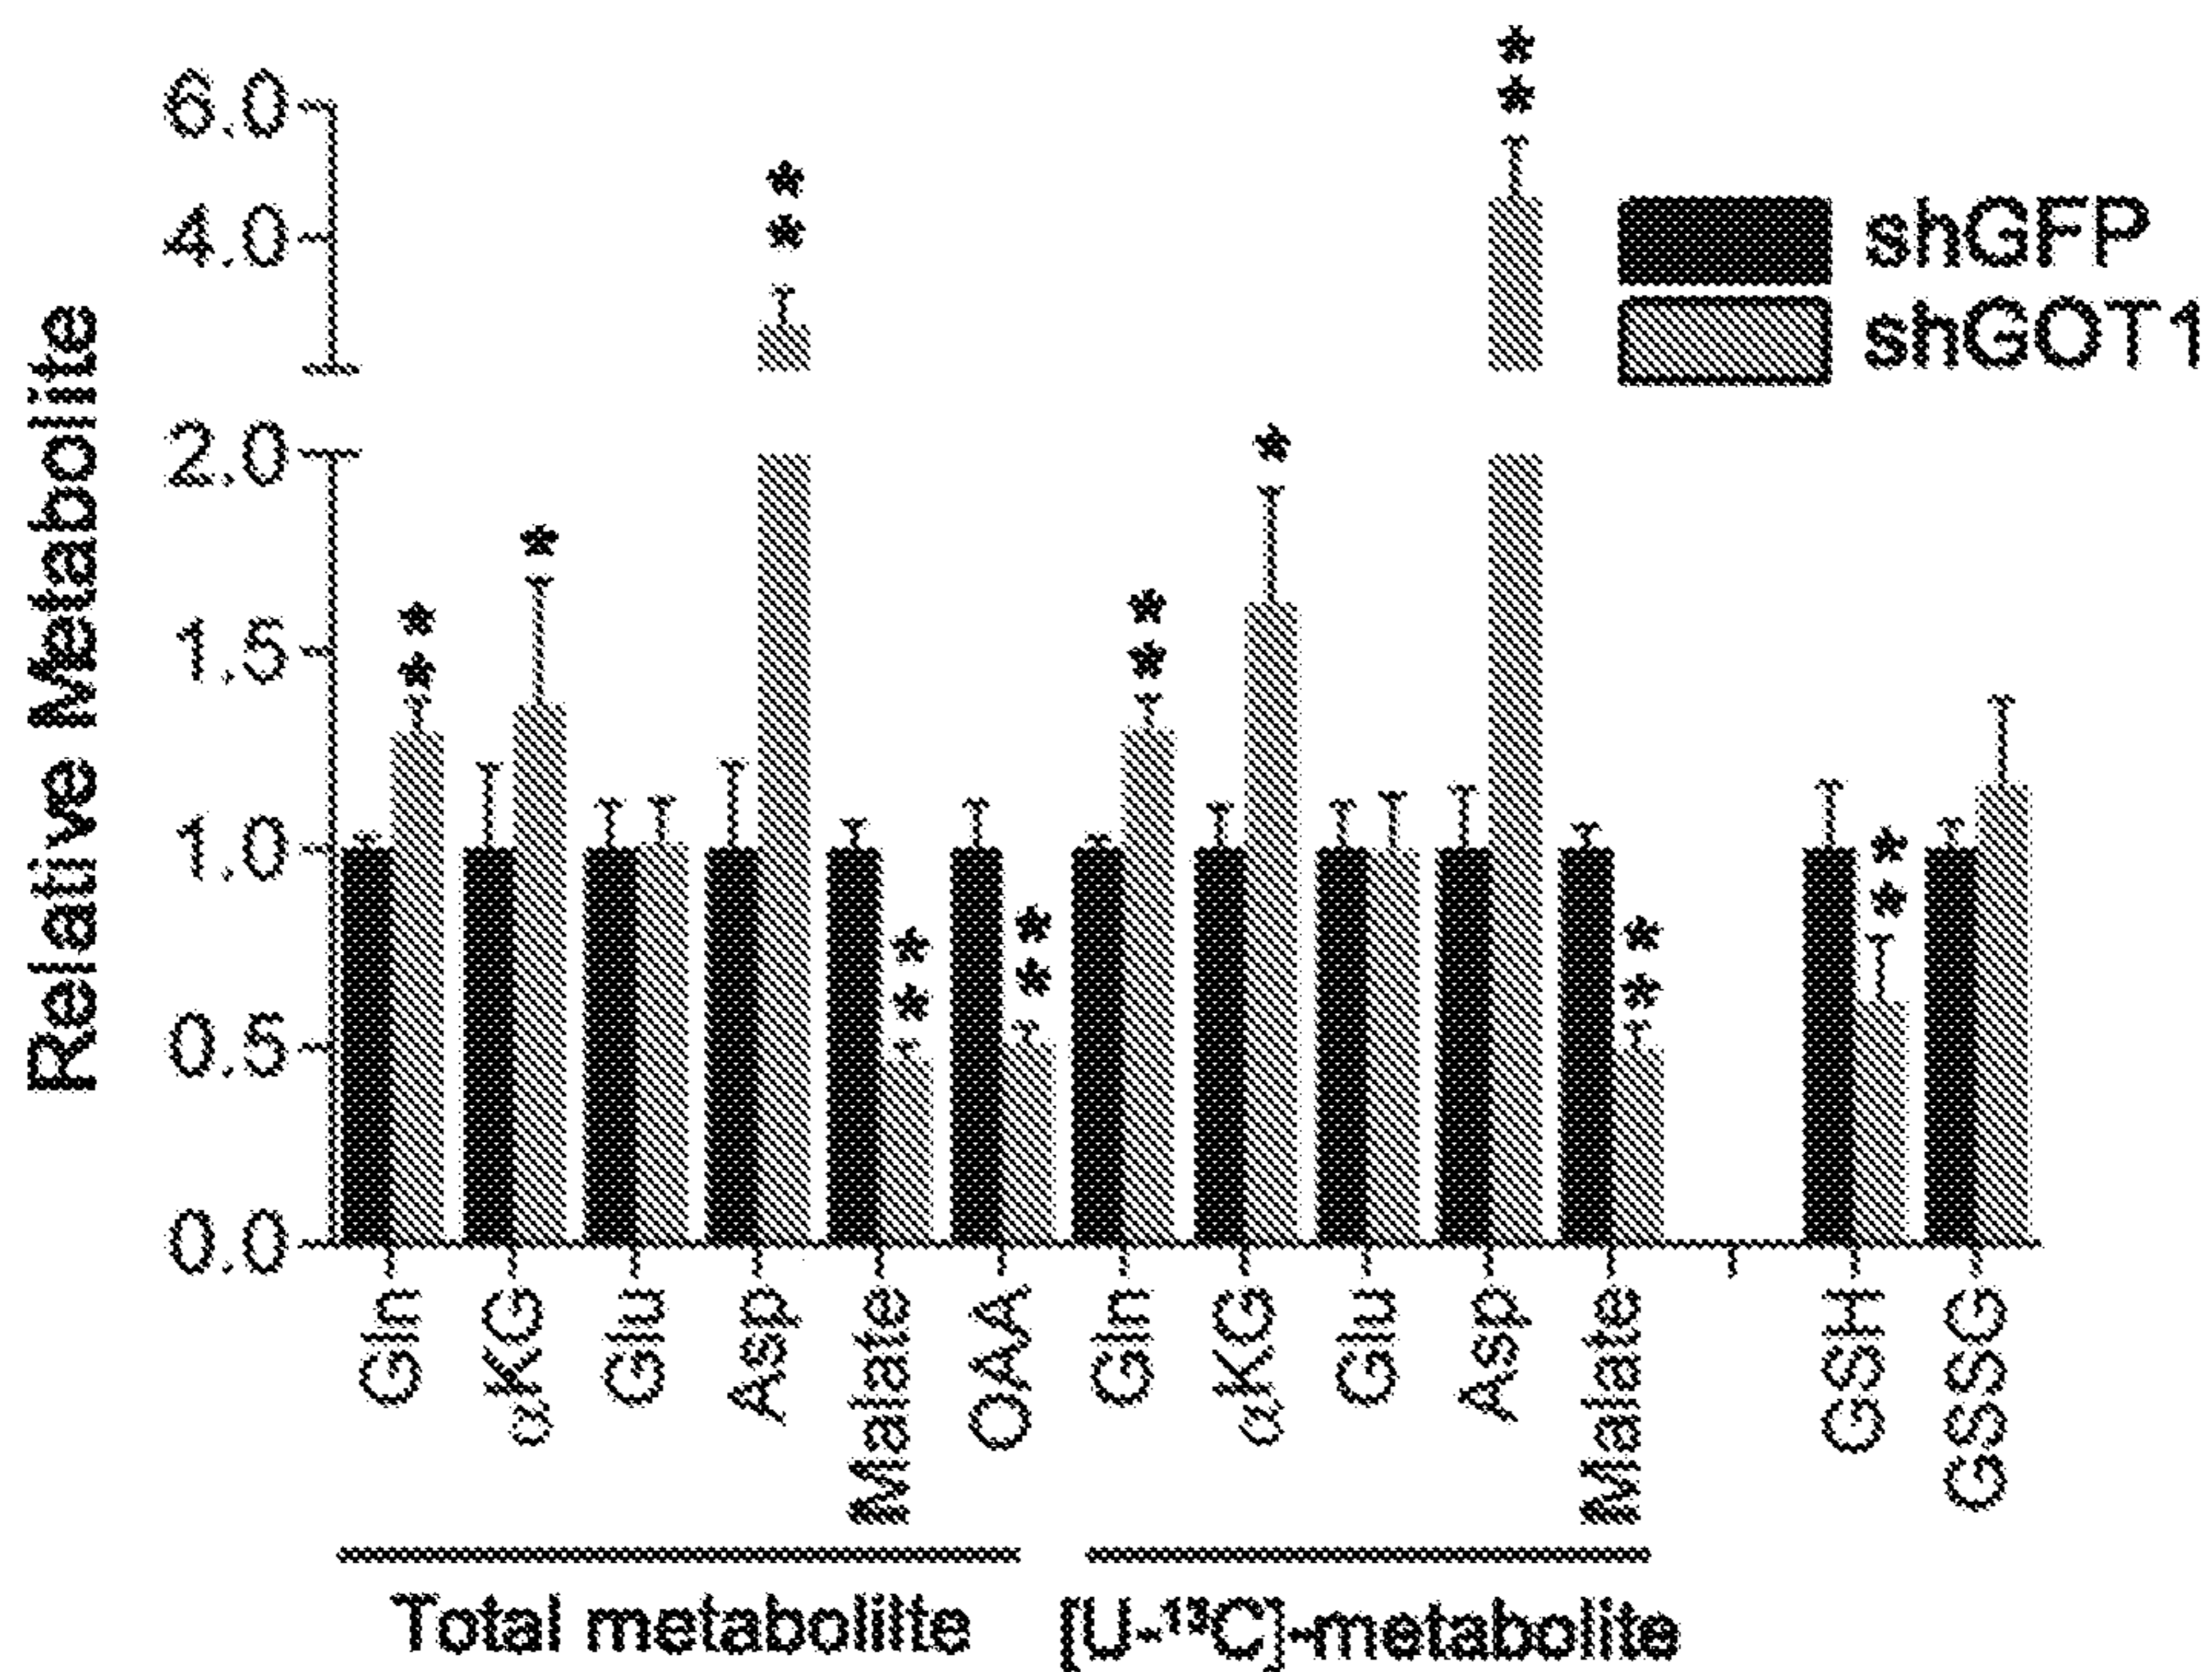 Relative Metabolite
6.0
4.0
2.0
1.5
1.0
0.5
0.0
**
*
**
**
**
**
*
**
**
**
shGFP
shGOT1
Gln
αKG
Glu
Asp
Malate
OAA
Gln
αKG
Glu
Asp
Malate
GSH
GSSG
Total metaboliite
[U-¹³C]-metabolite